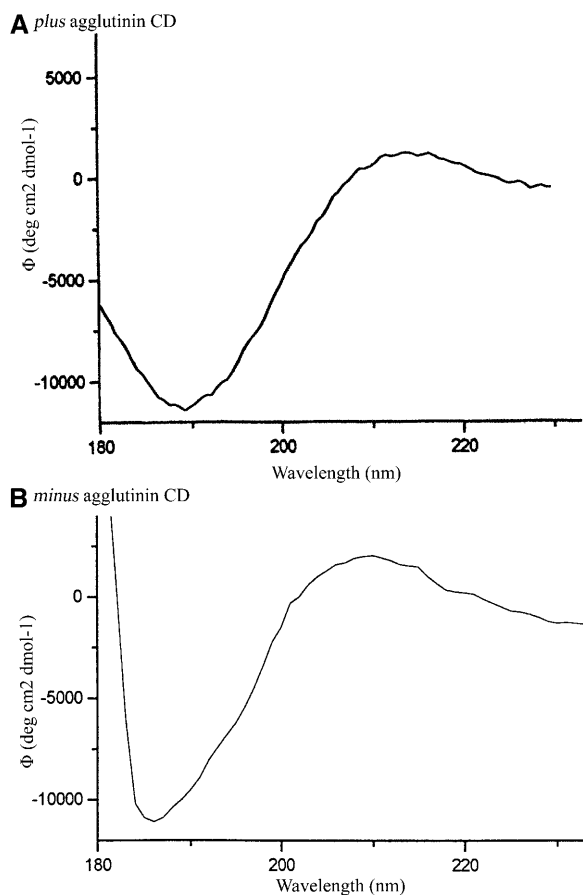 A plus agglutinin CD
5000
0
-5000
-10000
Φ (deg cm2 dmol-1)
180
200
220
Wavelength (nm)
B minus agglutinin CD
0
-5000
-10000
Φ (deg cm2 dmol-1)
180
200
220
Wavelength (nm)